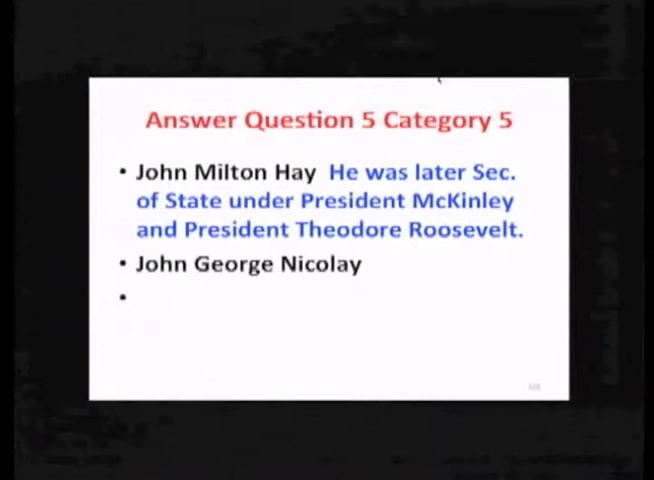 Answer Question 5 Category 5
• John Milton Hay He was later Sec.
of State under President McKinley
and President Theodore Roosevelt.
• John George Nicolay
•